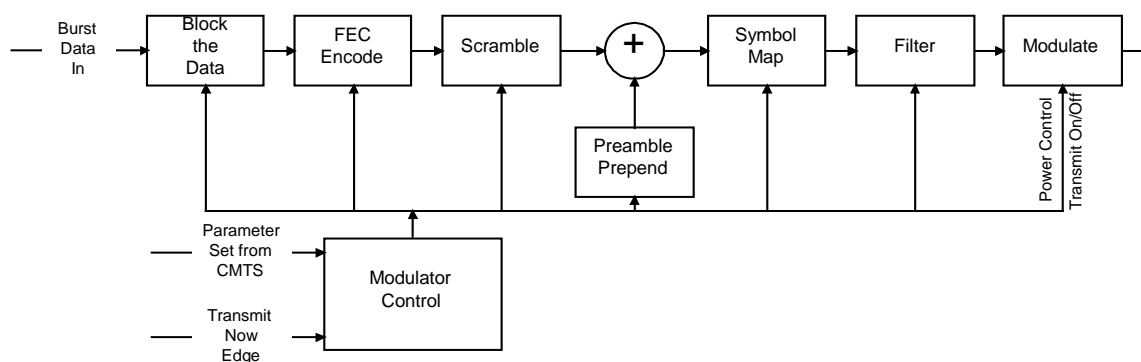 Burst
Data
In
Block
the
Data
FEC
Encode
Scramble
+
Symbol
Map
Filter
Modulate
Preamble
Prepend
Power Control
Transmit On/Off
Parameter
Set from
CMTS
Modulator
Control
Transmit
Now
Edge